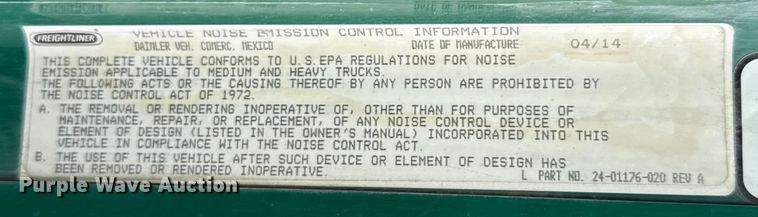 FREIGHTLINER
VEHICLE NOISE EMISSION CONTROL INFORMATION
DAIMLER VEH. COMERC. MEXICO DATE OF MANUFACTURE 04/14
THIS COMPLETE VEHICLE CONFORMS TO U.S.EPA REGULATIONS FOR NOISE
EMISSION APPLICABLE TO MEDIUM AND HEAVY TRUCKS.
THE FOLLOWING ACTS OR THE CAUSING THEREOF BY ANY PERSON ARE PROHIBITED BY
THE NOISE CONTROL ACT OF 1972.
A. THE REMOVAL OR RENDERING INOPERATIVE OF, OTHER THAN FOR PURPOSES OF
MAINTENANCE, REPAIR, OR REPLACEMENT, OF ANY NOISE CONTROL DEVICE OR
ELEMENT OF DESIGN (LISTED IN THE OWNER'S MANUAL) INCORPORATED INTO THIS
VEHICLE IN COMPLIANCE WITH THE NOISE CONTROL ACT.
B. THE USE OF THIS VEHICLE AFTER SUCH DEVICE OR ELEMENT OF DESIGN HAS
BEEN REMOVED OR RENDERED INOPERATIVE.
L PART NO. 24-01176-020 REV A
Purple Wave Auction